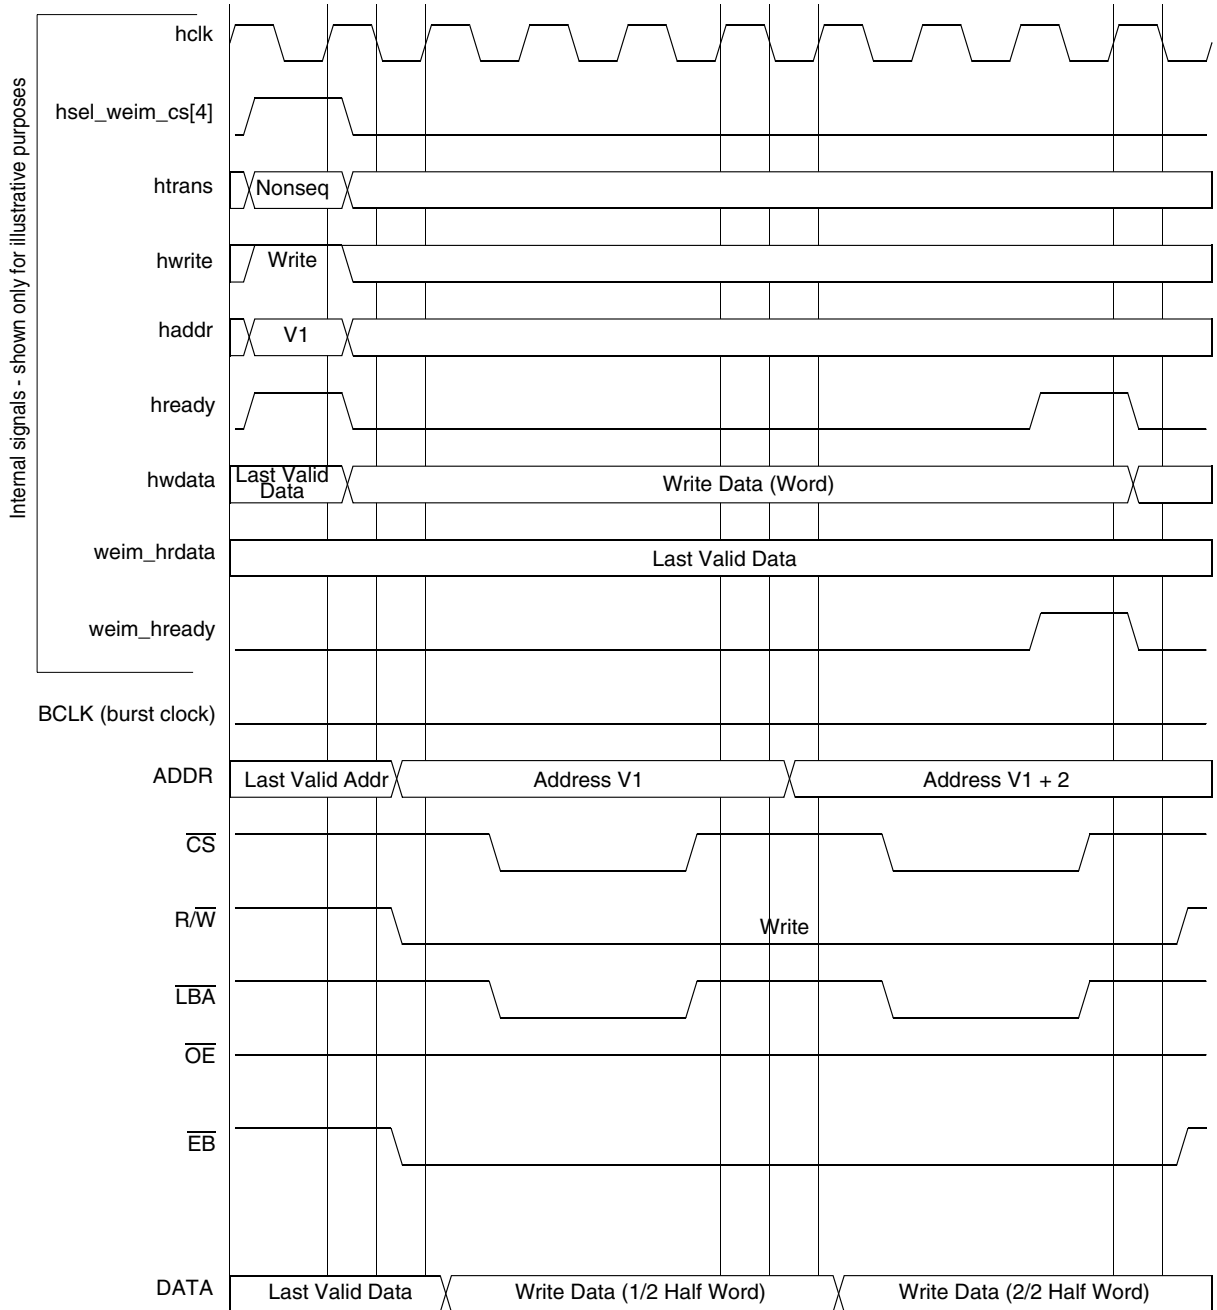 Internal signals - shown only for illustrative purposes
hclk
hsel_weim_cs[4]
htrans
Nonseq
hwrite
Write
haddr
V1
hready
hwdata
Last Valid
Data
Write Data (Word)
weim_hrdata
Last Valid Data
weim_hready
BCLK (burst clock)
ADDR
Last Valid Addr
Address V1
Address V1 + 2
CS
R/W
Write
LBA
OE
EB
DATA
Last Valid Data
Write Data (1/2 Half Word)
Write Data (2/2 Half Word)